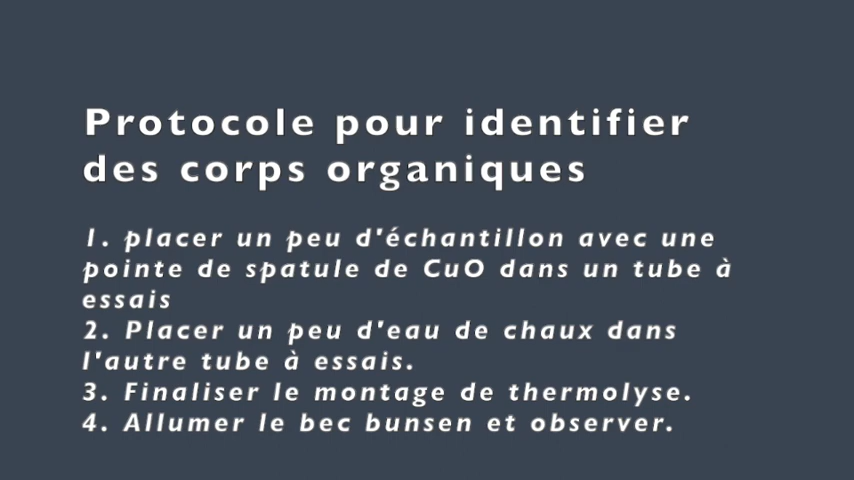 Protocole pour identifier
des corps organiques
1. placer un peu d'échantillon avec une
pointe de spatule de CuO dans un tube à
essais
2. Placer un peu d'eau de chaux dans
l'autre tube à essais.
3. Finaliser le montage de thermolyse.
4. Allumer le bec bunsen et observer.